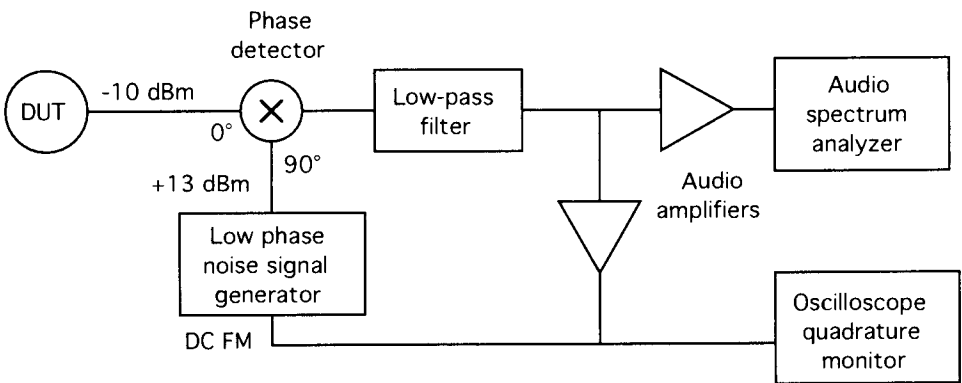 Phase
detector
DUT
-10 dBm
0°
90°
+13 dBm
Low-pass
filter
Audio
spectrum
analyzer
Audio
amplifiers
Low phase
noise signal
generator
DC FM
Oscilloscope
quadrature
monitor